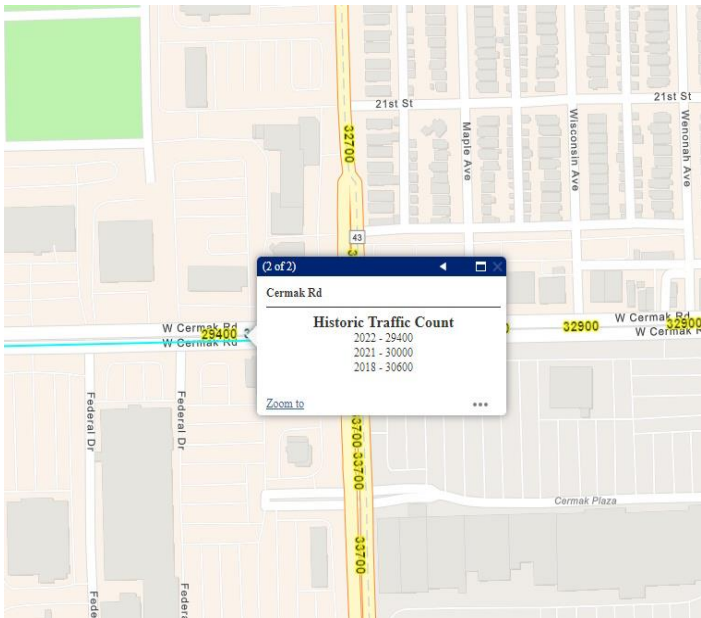 21st St
21st St
32700
Maple Ave
Wisconsin Ave
Wenonah Ave
43
(2 of 2)
Cermak Rd
Historic Traffic Count
2022 - 29400
2021 - 30000
2018 - 30600
Zoom to
W Cermak Rd
29400
W Cermak Rd
W Cermak Rd
32900
32900
W Cermak R
Federal Dr
Federal Dr
33700
33700
Cermak Plaza
33700
Fede
Federa